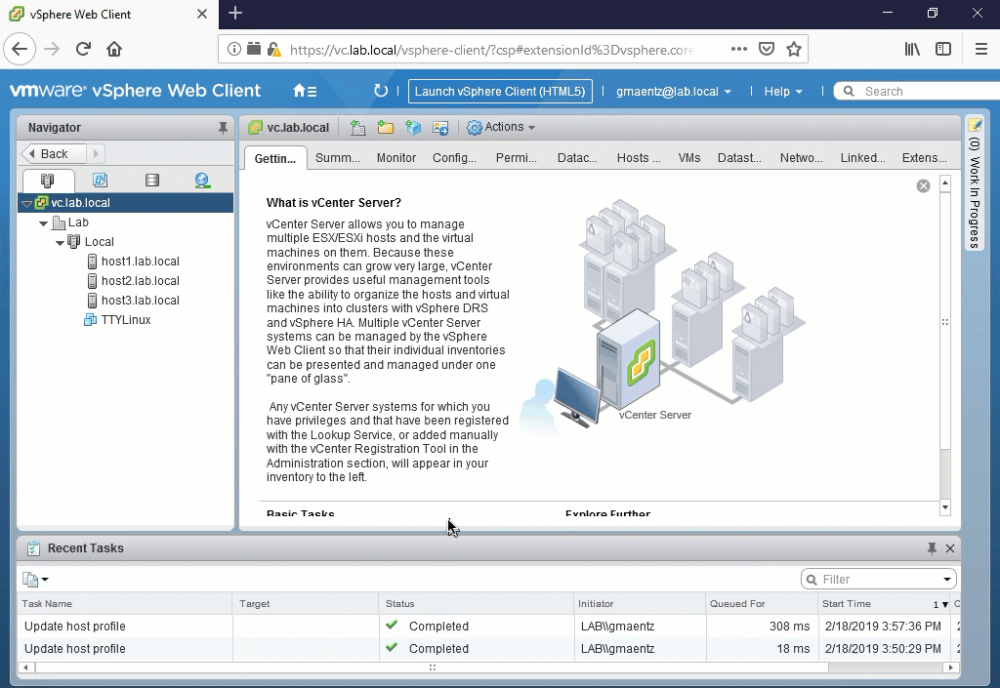 vSphere Web Client
https://vc.lab.local/vsphere-client/?csp#extensionId%3Dvsphere.core
vmware® vSphere Web Client
Launch vSphere Client (HTML5)
gmaentz@lab.local
Help
Search
Navigator
vc.lab.local
Actions
Back
Gettin...
Summ...
Monitor
Config...
Permi...
Datac...
Hosts ...
VMs
Datast...
Netwo...
Linked...
Extens...
(0) Work In Progress
vc.lab.local
Lab
Local
host1.lab.local
host2.lab.local
host3.lab.local
TTYLinux
What is vCenter Server?
vCenter Server allows you to manage
multiple ESX/ESXi hosts and the virtual
machines on them. Because these
environments can grow very large, vCenter
Server provides useful management tools
like the ability to organize the hosts and virtual
machines into clusters with vSphere DRS
and vSphere HA. Multiple vCenter Server
systems can be managed by the vSphere
Web Client so that their individual inventories
can be presented and managed under one
"pane of glass".
Any vCenter Server systems for which you
have privileges and that have been registered
with the Lookup Service, or added manually
with the vCenter Registration Tool in the
Administration section, will appear in your
inventory to the left.
vCenter Server
Basic Tasks
Explore Further
Recent Tasks
Filter
Task Name Target Status Initiator Queued For Start Time 1 C
Update host profile Completed LAB\\gmaentz 308 ms 2/18/2019 3:57:36 PM 2
Update host profile Completed LAB\\gmaentz 18 ms 2/18/2019 3:50:29 PM 2